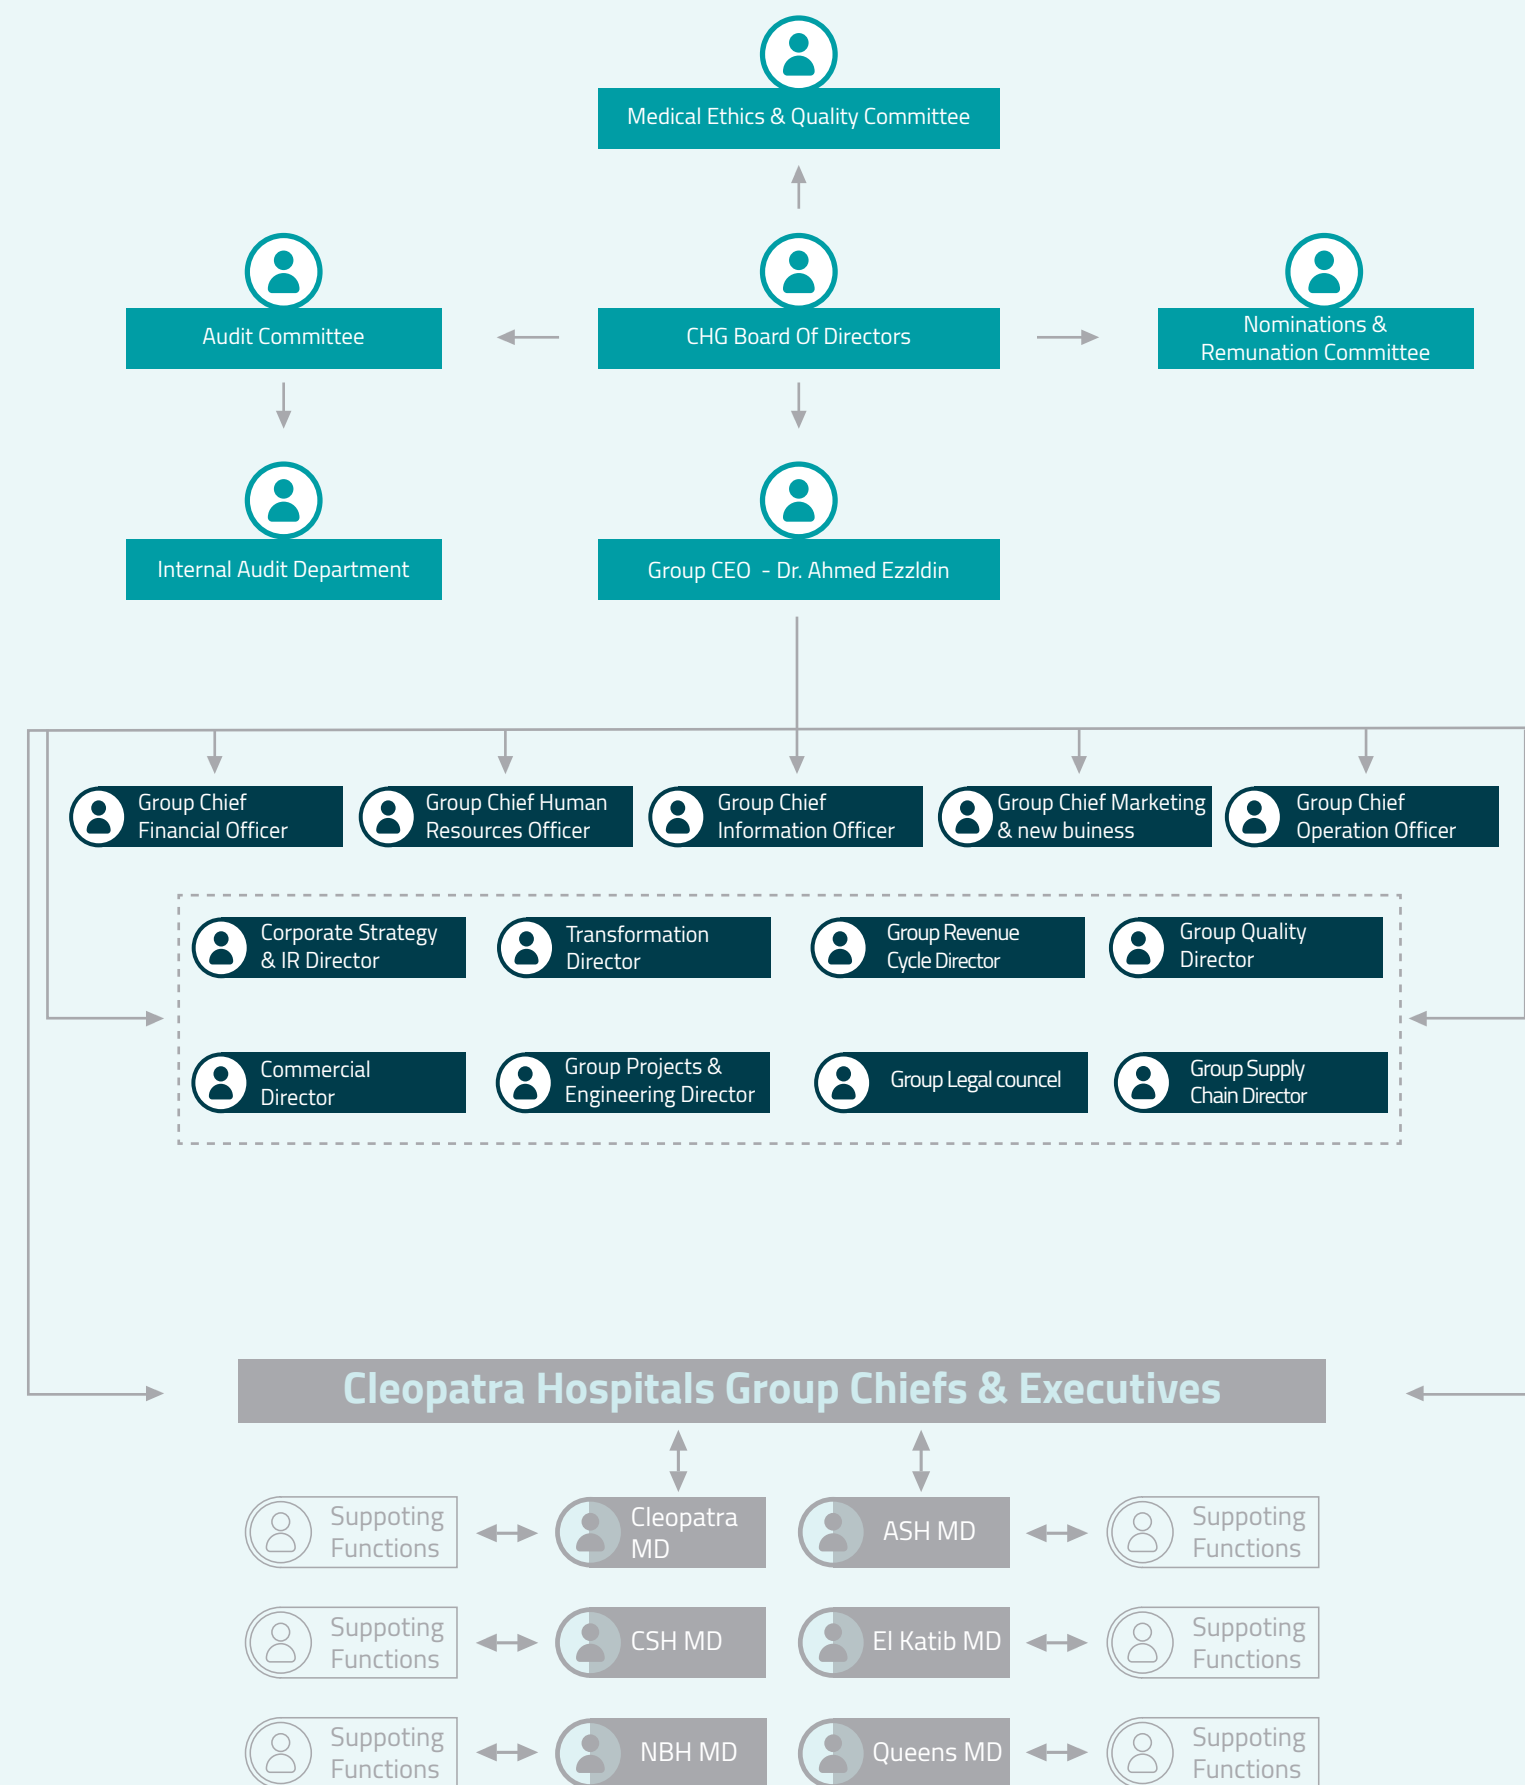 Medical Ethics & Quality Committee
Audit Committee
CHG Board Of Directors
Nominations &
Remunation Committee
Internal Audit Department
Group CEO - Dr. Ahmed Ezzldin
Group Chief
Financial Officer
Group Chief Human
Resources Officer
Group Chief
Information Officer
Group Chief Marketing
& new buiness
Group Chief
Operation Officer
Corporate Strategy
& IR Director
Transformation
Director
Group Revenue
Cycle Director
Group Quality
Director
Commercial
Director
Group Projects &
Engineering Director
Group Legal councel
Group Supply
Chain Director
Cleopatra Hospitals Group Chiefs & Executives
Suppoting
Functions
Cleopatra
MD
ASH MD
Suppoting
Functions
Suppoting
Functions
CSH MD
El Katib MD
Suppoting
Functions
Suppoting
Functions
NBH MD
Queens MD
Suppoting
Functions